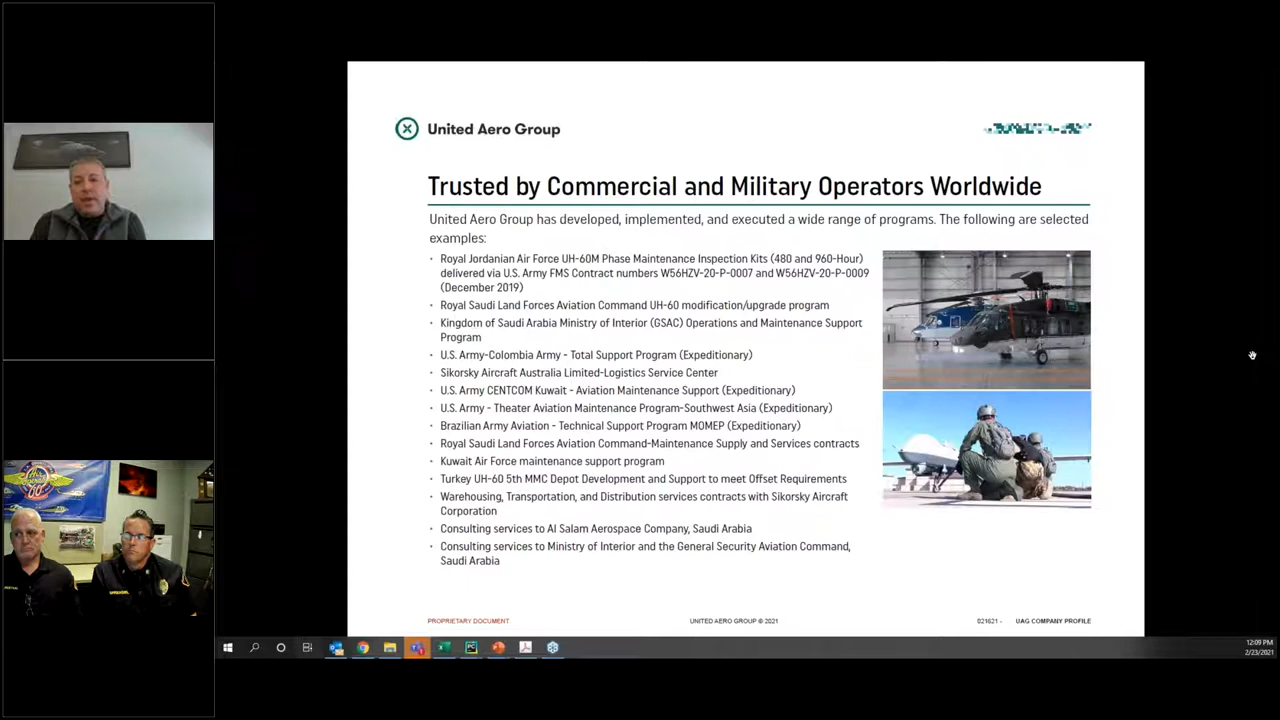 United Aero Group
Trusted by Commercial and Military Operators Worldwide
United Aero Group has developed, implemented, and executed a wide range of programs. The following are selected
examples:
• Royal Jordanian Air Force UH-60M Phase Maintenance Inspection Kits (480 and 960-Hour)
delivered via U.S. Army FMS Contract numbers W56HZV-20-P-0007 and W56HZV-20-P-0009
(December 2019)
• Royal Saudi Land Forces Aviation Command UH-60 modification/upgrade program
• Kingdom of Saudi Arabia Ministry of Interior (GSAC) Operations and Maintenance Support
Program
• U.S. Army-Colombia Army - Total Support Program (Expeditionary)
• Sikorsky Aircraft Australia Limited-Logistics Service Center
• U.S. Army CENTCOM Kuwait - Aviation Maintenance Support (Expeditionary)
• U.S. Army - Theater Aviation Maintenance Program-Southwest Asia (Expeditionary)
• Brazilian Army Aviation - Technical Support Program MOMEP (Expeditionary)
• Royal Saudi Land Forces Aviation Command-Maintenance Supply and Services contracts
• Kuwait Air Force maintenance support program
• Turkey UH-60 5th MMC Depot Development and Support to meet Offset Requirements
• Warehousing, Transportation, and Distribution services contracts with Sikorsky Aircraft
Corporation
• Consulting services to Al Salam Aerospace Company, Saudi Arabia
• Consulting services to Ministry of Interior and the General Security Aviation Command,
Saudi Arabia
PROPRIETARY DOCUMENT
UNITED AERO GROUP © 2021
021621 - UAG COMPANY PROFILE
12:09 PM
2/23/2021